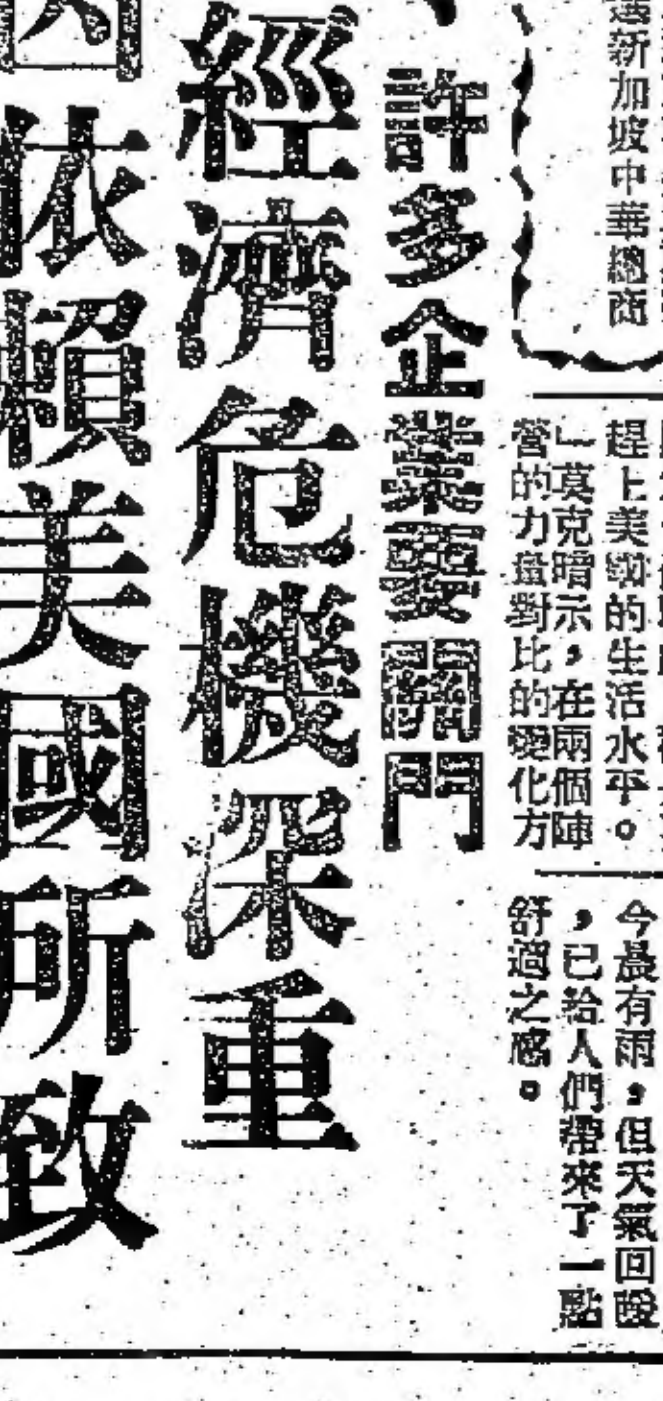 新加坡中華總商
趕上美國的生活水平。
」莫克暗示，在兩個陣
營的力量對比的變化方
今晨有雨，但天氣回暖
，已給人們帶來了一點
舒適之感。
、許多企業要關門
經濟危機深重
因依賴美國所致